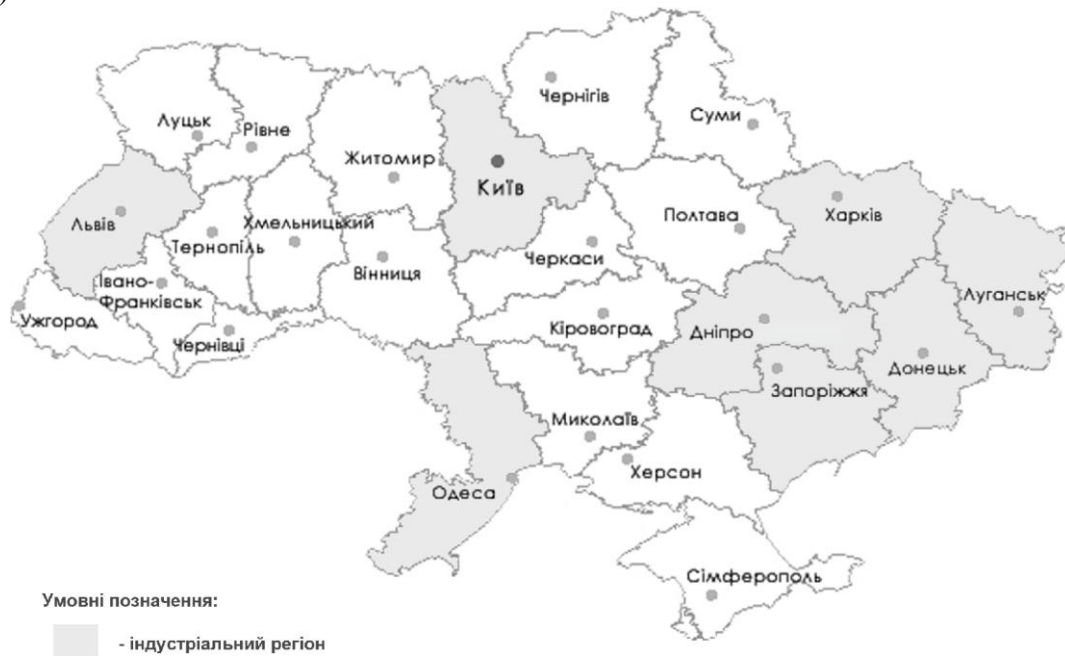 )
Чернігів
Суми
Луцьк
Рівне
Житомир
Київ
Львів
Тернопіль
Хмельницький
Вінниця
Черкаси
Полтава
Харків
Івано-
Франківськ
Ужгород
Чернівці
Кіровоград
Дніпро
Луганськ
Донецьк
Запоріжжя
Миколаїв
Херсон
Одеса
Сімферополь
Умовні позначення:
- індустріальний регіон